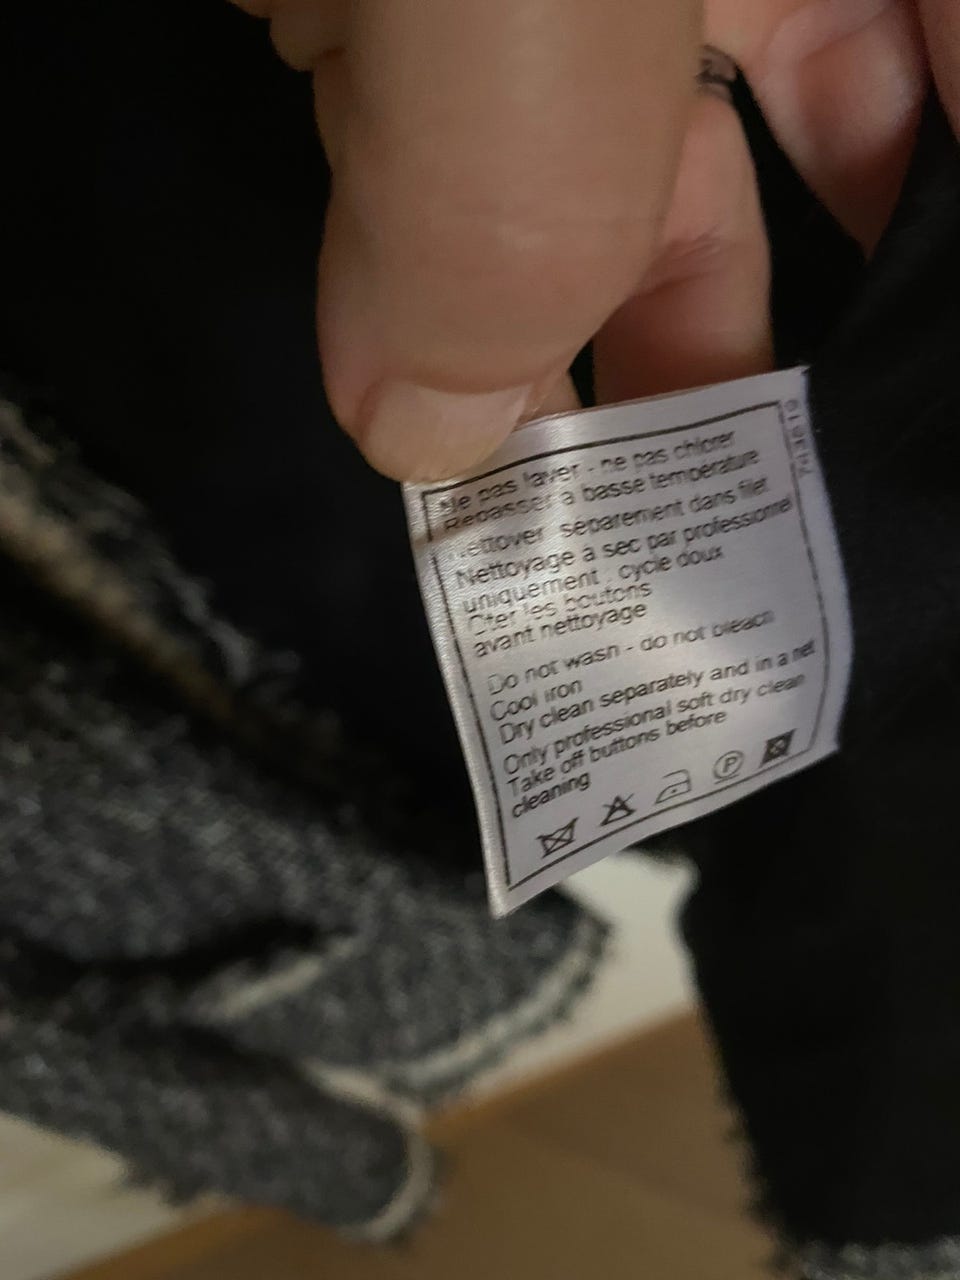 Ne pas laver - ne pas chlorer
Repasser à basse température
Nettoyer séparement dans filet
Nettoyage à sec par professionnel
uniquement . cycle doux
Oter les boutons
avant nettoyage
Do not wash - do not bleach
Cool iron
Dry clean separately and in a net
Only professional soft dry clean
Take off buttons before
cleaning
P